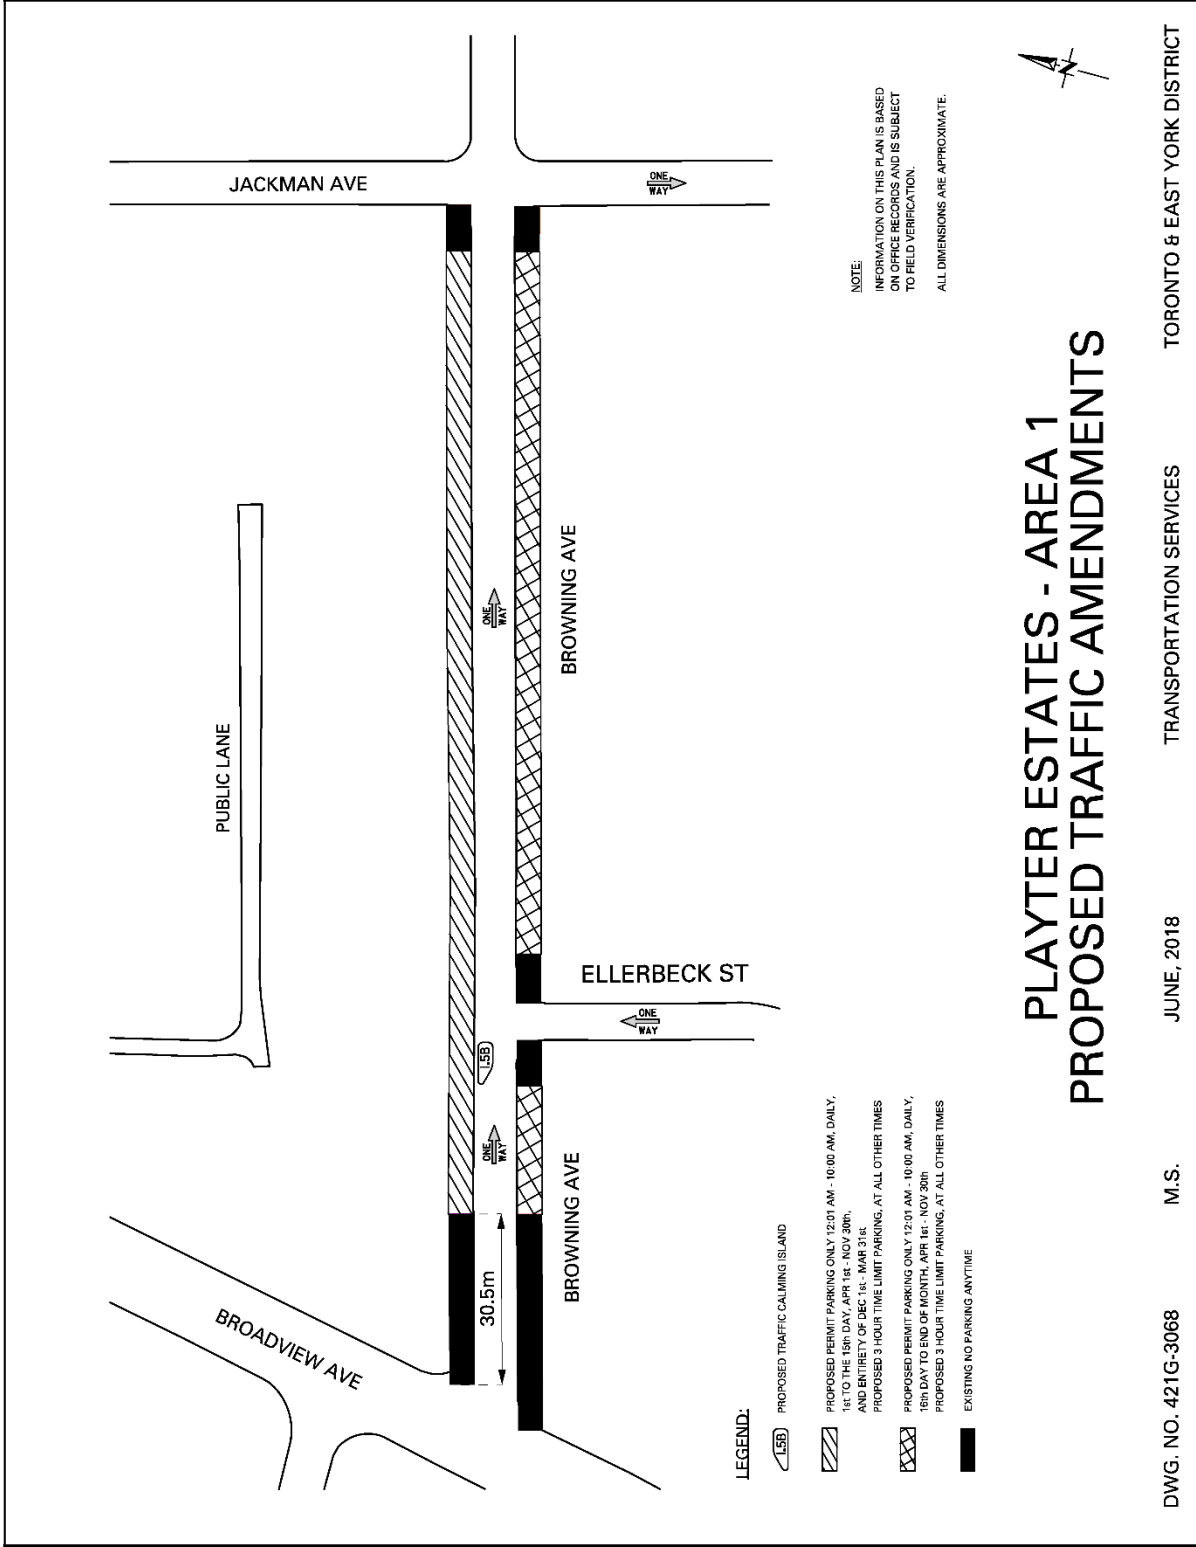 JACKMAN AVE
ONE
WAY
PUBLIC LANE
ONE
WAY
BROWNING AVE
ELLERBECK ST
ONE
WAY
1.5B
ONE
WAY
BROWNING AVE
30.5m
BROADVIEW AVE
N
NOTE:
INFORMATION ON THIS PLAN IS BASED
ON OFFICE RECORDS AND IS SUBJECT
TO FIELD VERIFICATION.
ALL DIMENSIONS ARE APPROXIMATE.
LEGEND:
1.5B
PROPOSED TRAFFIC CALMING ISLAND
PROPOSED PERMIT PARKING ONLY 12:01 AM - 10:00 AM, DAILY,
1st TO THE 15th DAY, APR 1st - NOV 30th,
AND ENTIRETY OF DEC 1st - MAR 31st
PROPOSED 3 HOUR TIME LIMIT PARKING, AT ALL OTHER TIMES
PROPOSED PERMIT PARKING ONLY 12:01 AM - 10:00 AM, DAILY,
16th DAY TO END OF MONTH, APR 1st - NOV 30th
PROPOSED 3 HOUR TIME LIMIT PARKING, AT ALL OTHER TIMES
EXISTING NO PARKING ANYTIME
PLAYTER ESTATES - AREA 1
PROPOSED TRAFFIC AMENDMENTS
DWG. NO. 421G-3068 M.S. JUNE, 2018 TRANSPORTATION SERVICES TORONTO & EAST YORK DISTRICT